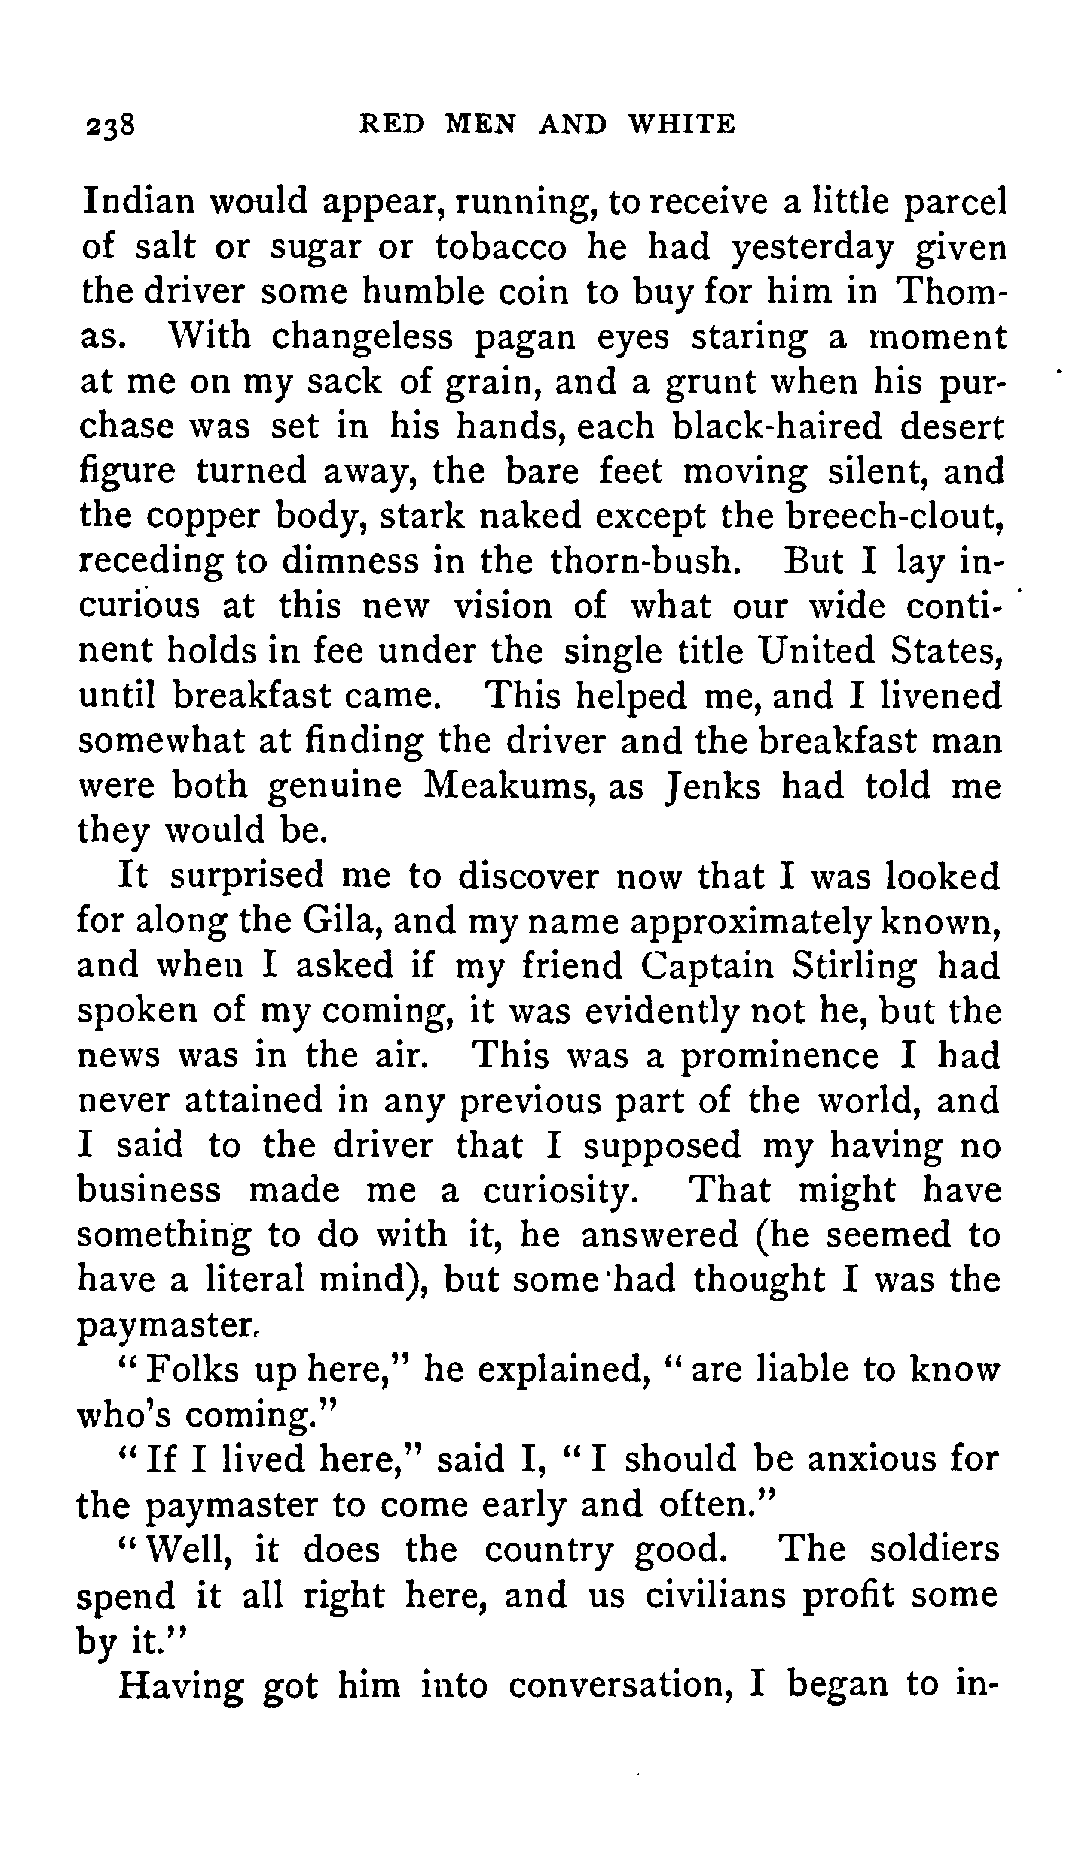 238 RED MEN AND WHITE
Indian would appear, running, to receive a little parcel
of salt or sugar or tobacco he had yesterday given
the driver some humble coin to buy for him in Thom-
as. With changeless pagan eyes staring a moment
at me on my sack of grain, and a grunt when his pur-
chase was set in his hands, each black-haired desert
figure turned away, the bare feet moving silent, and
the copper body, stark naked except the breech-clout,
receding to dimness in the thorn-bush. But I lay in-
curious at this new vision of what our wide conti-
nent holds in fee under the single title United States,
until breakfast came. This helped me, and I livened
somewhat at finding the driver and the breakfast man
were both genuine Meakums, as Jenks had told me
they would be.
It surprised me to discover now that I was looked
for along the Gila, and my name approximately known,
and when I asked if my friend Captain Stirling had
spoken of my coming, it was evidently not he, but the
news was in the air. This was a prominence I had
never attained in any previous part of the world, and
I said to the driver that I supposed my having no
business made me a curiosity. That might have
something to do with it, he answered (he seemed to
have a literal mind), but some had thought I was the
paymaster.
"Folks up here," he explained, "are liable to know
who's coming."
"If I lived here," said I, "I should be anxious for
the paymaster to come early and often."
"Well, it does the country good. The soldiers
spend it all right here, and us civilians profit some
by it."
Having got him into conversation, I began to in-